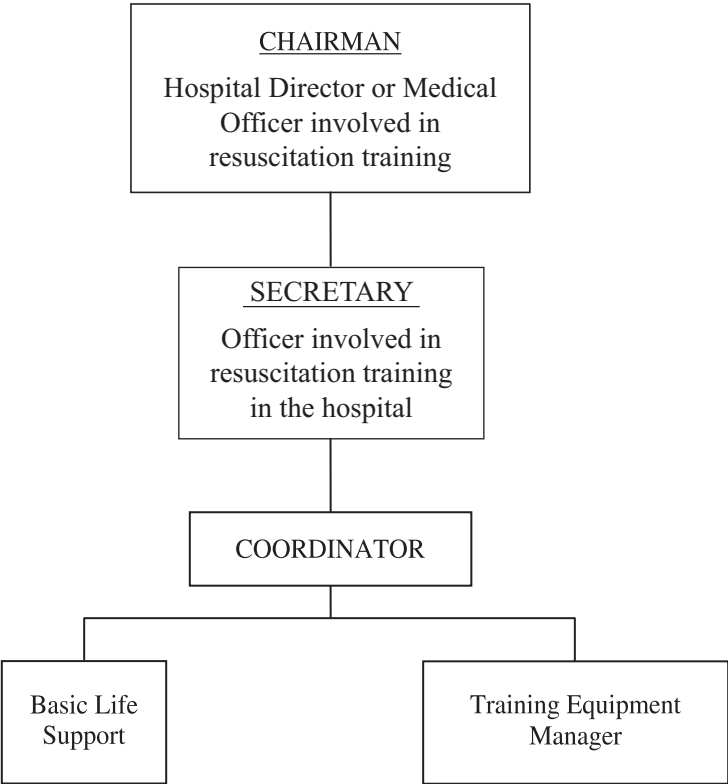 CHAIRMAN
Hospital Director or Medical
Officer involved in
resuscitation training
SECRETARY
Officer involved in
resuscitation training
in the hospital
COORDINATOR
Basic Life
Support
Training Equipment
Manager